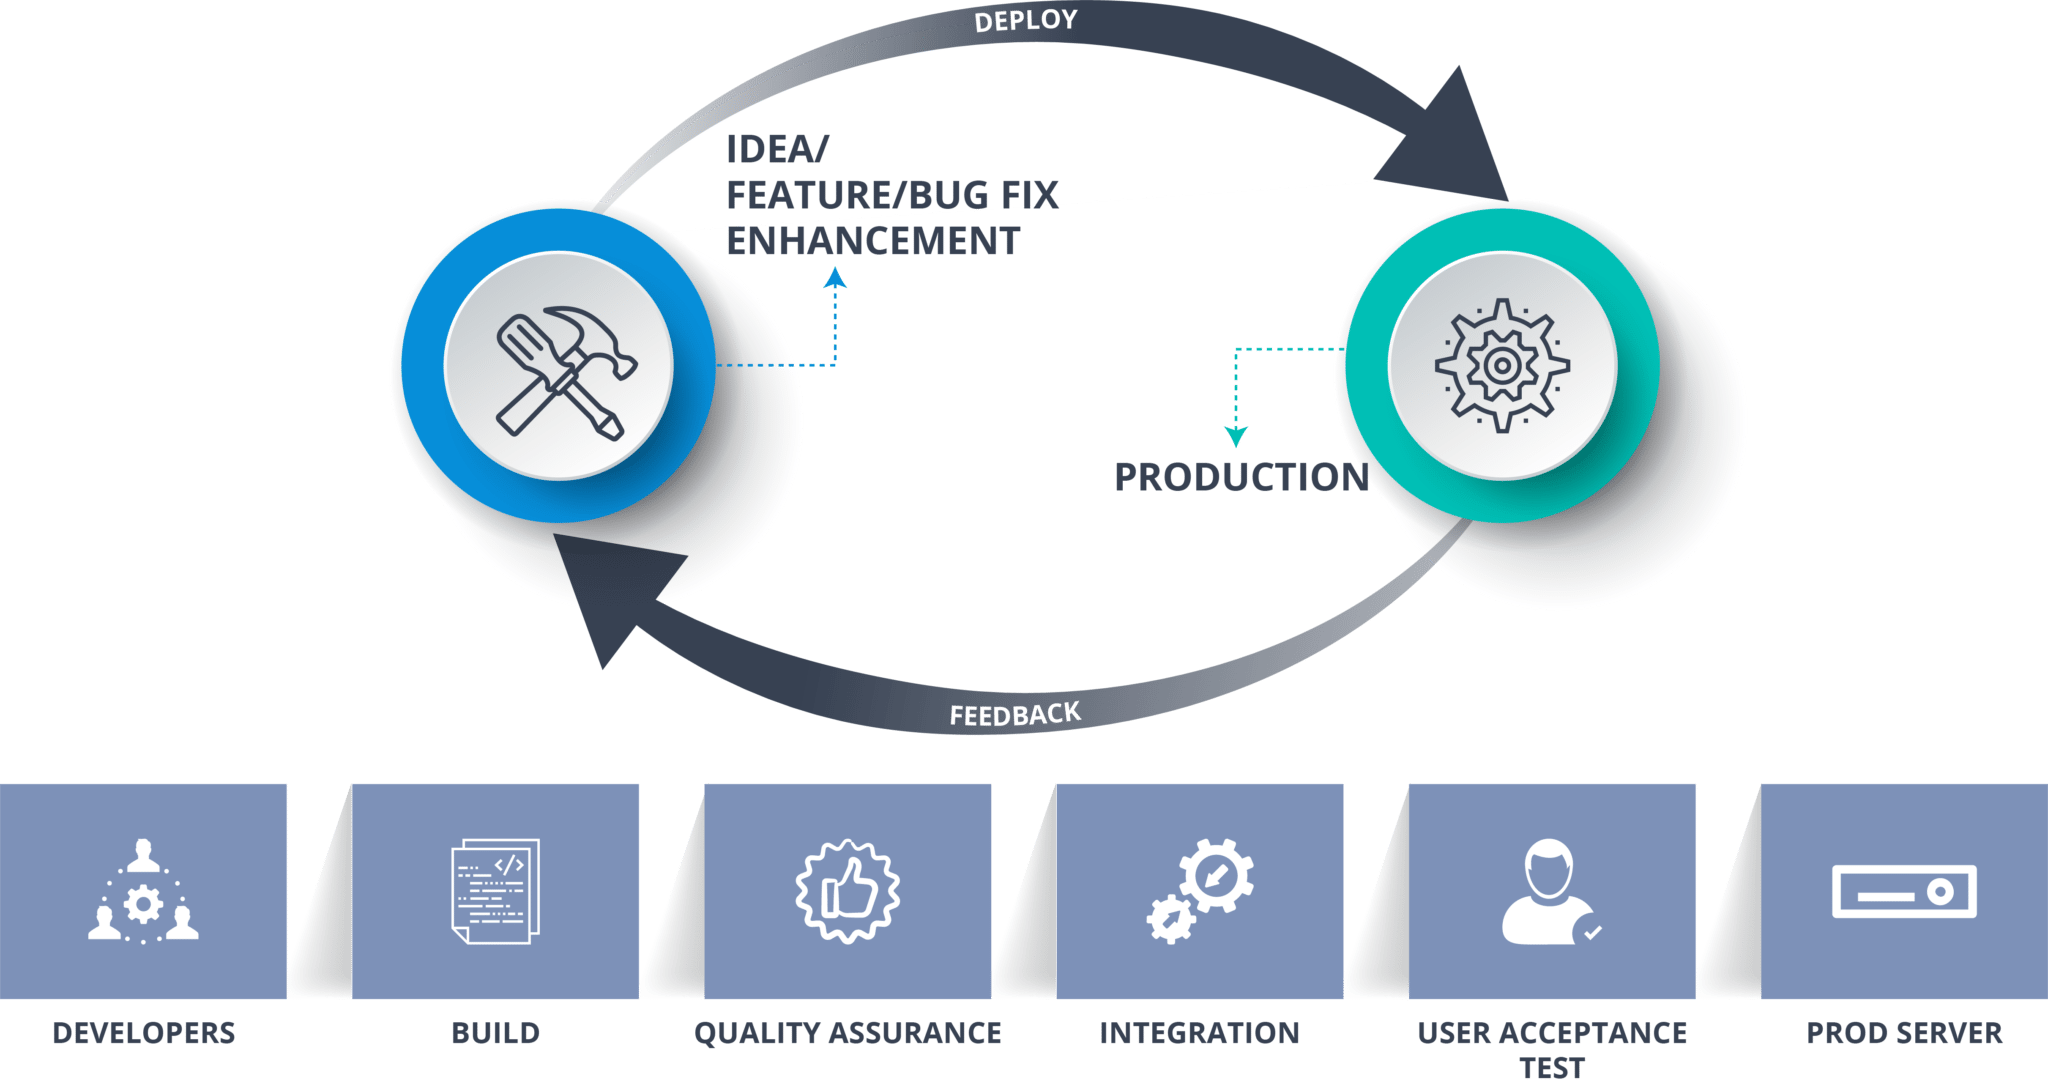 DEPLOY
IDEA/
FEATURE/BUG FIX
ENHANCEMENT
PRODUCTION
FEEDBACK
</>
DEVELOPERS
BUILD
QUALITY ASSURANCE
INTEGRATION
USER ACCEPTANCE
TEST
PROD SERVER